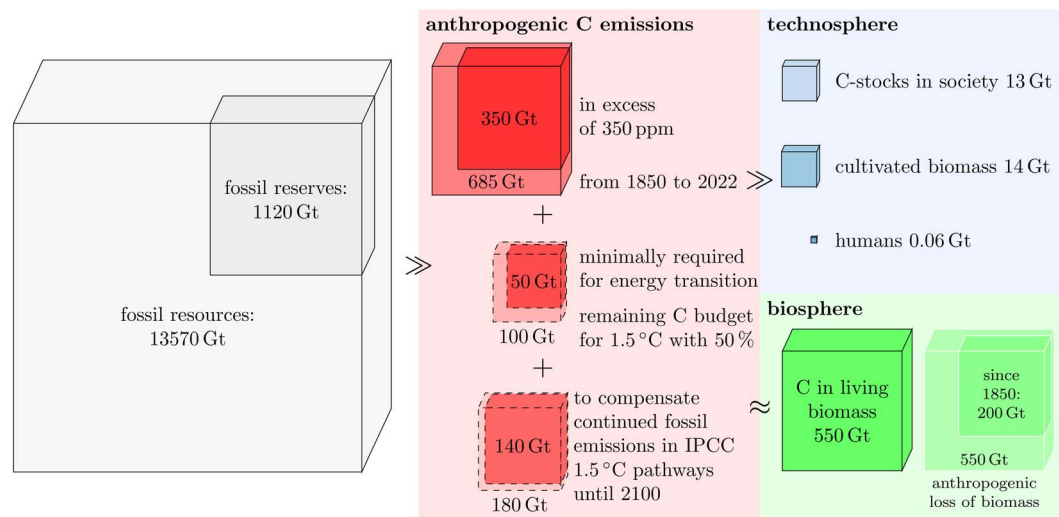 fossil reserves:
1120 Gt
fossil resources:
13570 Gt
≫
anthropogenic C emissions
350 Gt
in excess
of 350 ppm
685 Gt
from 1850 to 2022
≫
+
50 Gt
minimally required
for energy transition
100 Gt
remaining C budget
for 1.5 °C with 50 %
+
140 Gt
180 Gt
to compensate
continued fossil
emissions in IPCC
1.5 °C pathways
until 2100
≈
technosphere
C-stocks in society 13 Gt
cultivated biomass 14 Gt
humans 0.06 Gt
biosphere
C in living
biomass
550 Gt
since
1850:
200 Gt
550 Gt
anthropogenic
loss of biomass